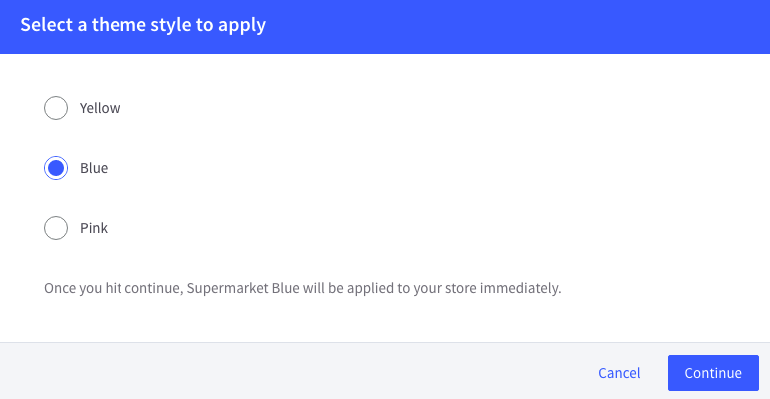 Select a theme style to apply
Yellow
Blue
Pink
Once you hit continue, Supermarket Blue will be applied to your store immediately.
Cancel
Continue